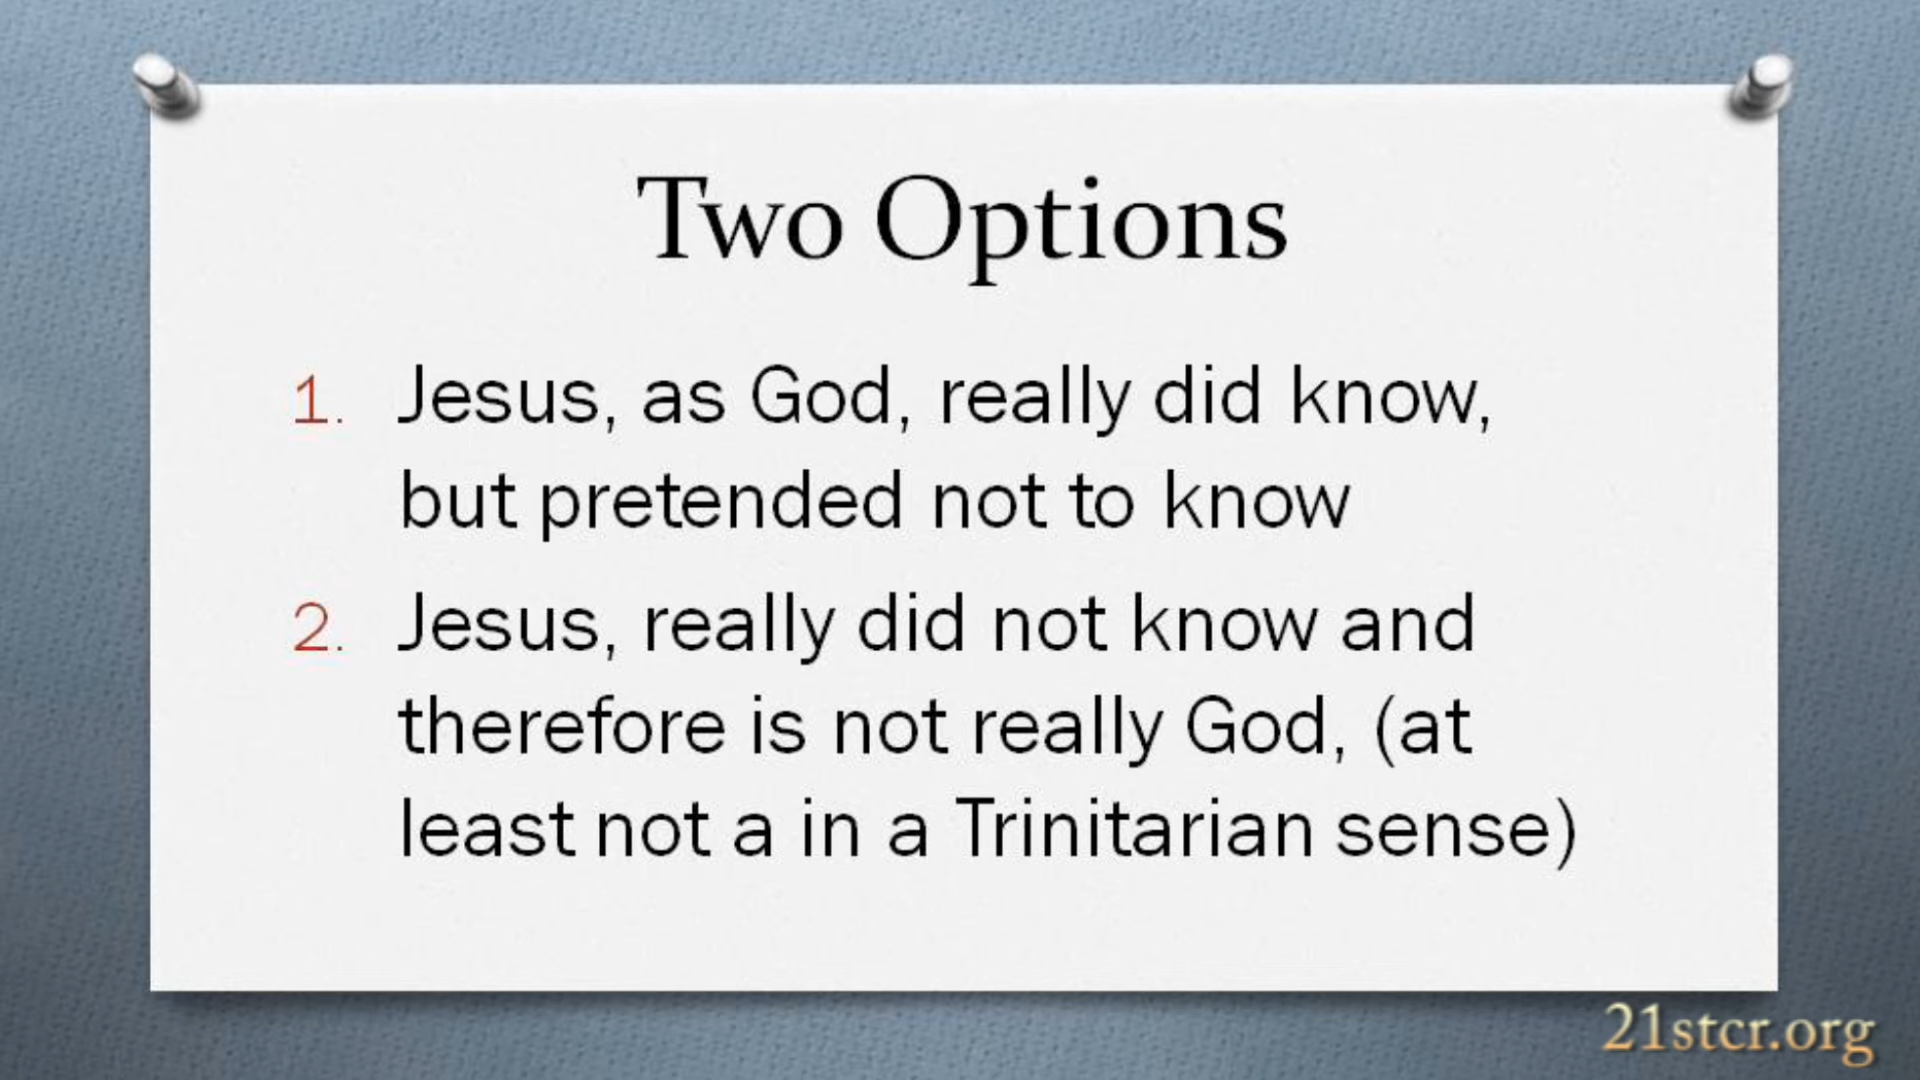 Two Options
1. Jesus, as God, really did know,
but pretended not to know
2. Jesus, really did not know and
therefore is not really God, (at
least not a in a Trinitarian sense)
21stcr.org